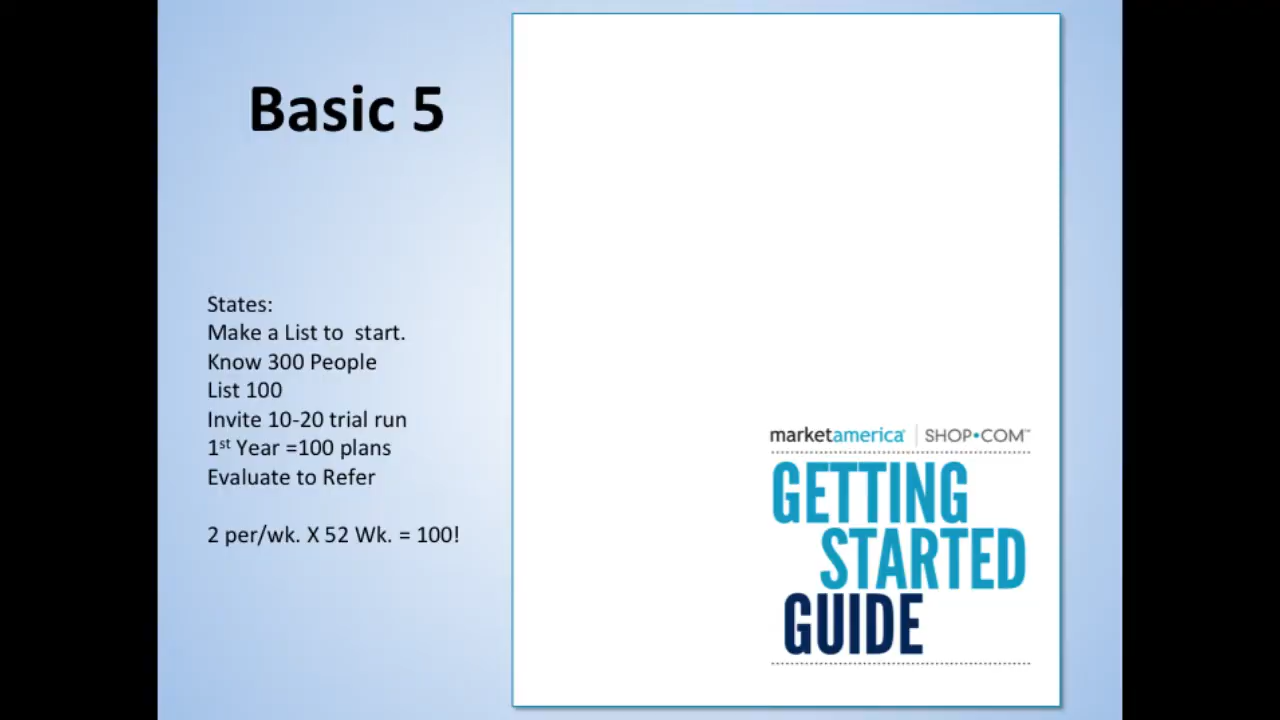 Basic 5
States:
Make a List to  start.
Know 300 People
List 100
Invite 10-20 trial run
1st Year =100 plans
Evaluate to Refer
2 per/wk. X 52 Wk. = 100!
marketamerica® | SHOP•COM™
GETTING
STARTED
GUIDE